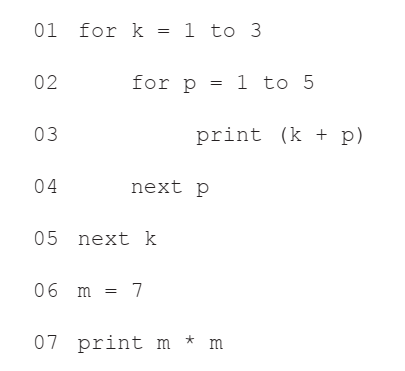 01 for k = 1 to 3
02 for p = 1 to 5
03 print (k + p)
04 next p
05 next k
06 m = 7
07 print m * m